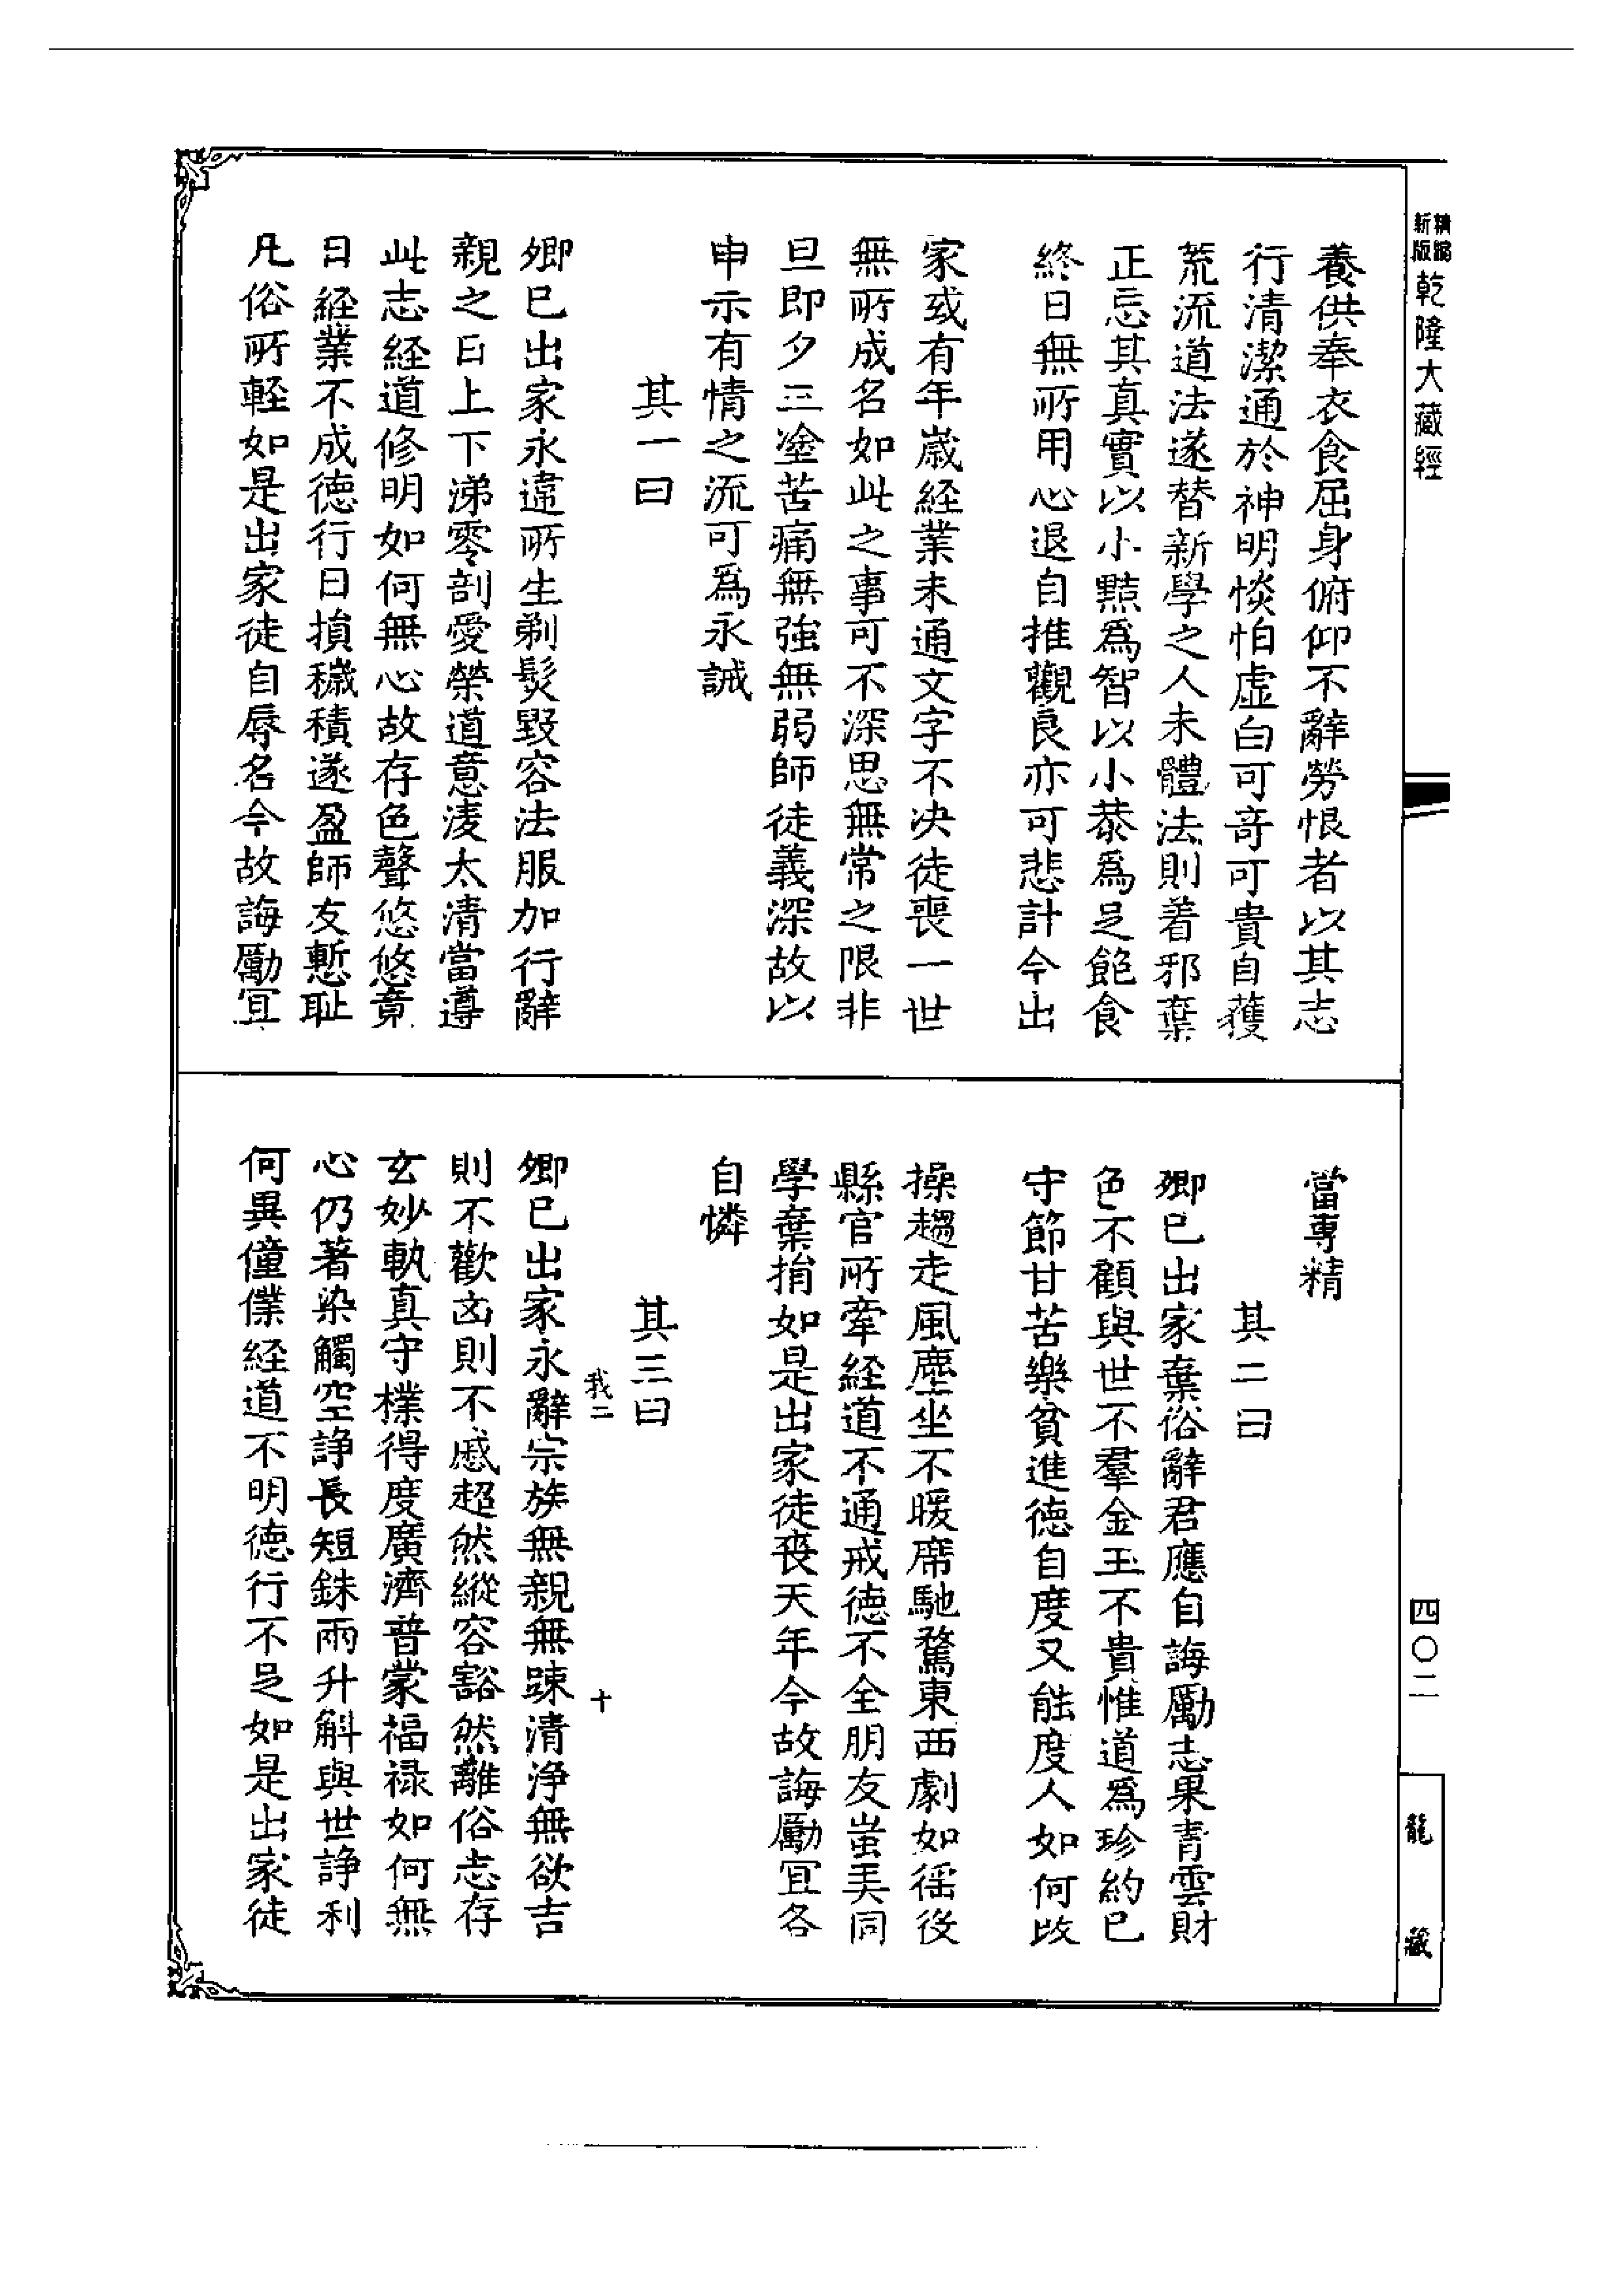 新編縮版乾隆大藏經
養供奉衣食屈身俯仰不辭勞恨者以其志
行清潔通於神明惔怕虛白可奇可貴自獲
荒流道法遂替新學之人未體法則着邪棄
正忘其真實以小黠爲智以小恭爲足飽食
終日無所用心退自推觀良亦可悲計今出
家或有年歲經業未通文字不决徒喪一世
無所成名如此之事可不深思無常之限非
旦即夕三塗苦痛無強無弱師徒義深故以
申示有情之流可爲永誡
其一曰
卿已出家永違所生剃髮毀容法服加行辭
親之日上下涕零剖愛榮道意淩太清當遵
此志經道修明如何無心故存色聲悠悠竟
日經業不成德行日損穢積遂盈師友慙耻
凡俗所輕如是出家徒自辱名今故誨勵宜
當專精
其二曰
卿已出家棄俗辭君應自誨勵志果青雲財
色不顧與世不羣金玉不貴惟道爲珍約已
守節甘苦樂貧進德自度又能度人如何改
操趨走風塵坐不暖席馳騖東西劇如徭役
縣官所牽經道不通戒德不全朋友蚩美同
學棄捐如是出家徒喪天年今故誨勵宜各
自憐
其三曰
我二
十
卿已出家永辭宗族無親無踈清淨無欲吉
則不歡凶則不慼超然縱容豁然離俗志存
玄妙執真守樸得度廣濟普蒙福祿如何無
心仍著染觸空諍長短銖兩升斛與世諍利
何異僮僕經道不明德行不足如是出家徒
四〇二
龍藏